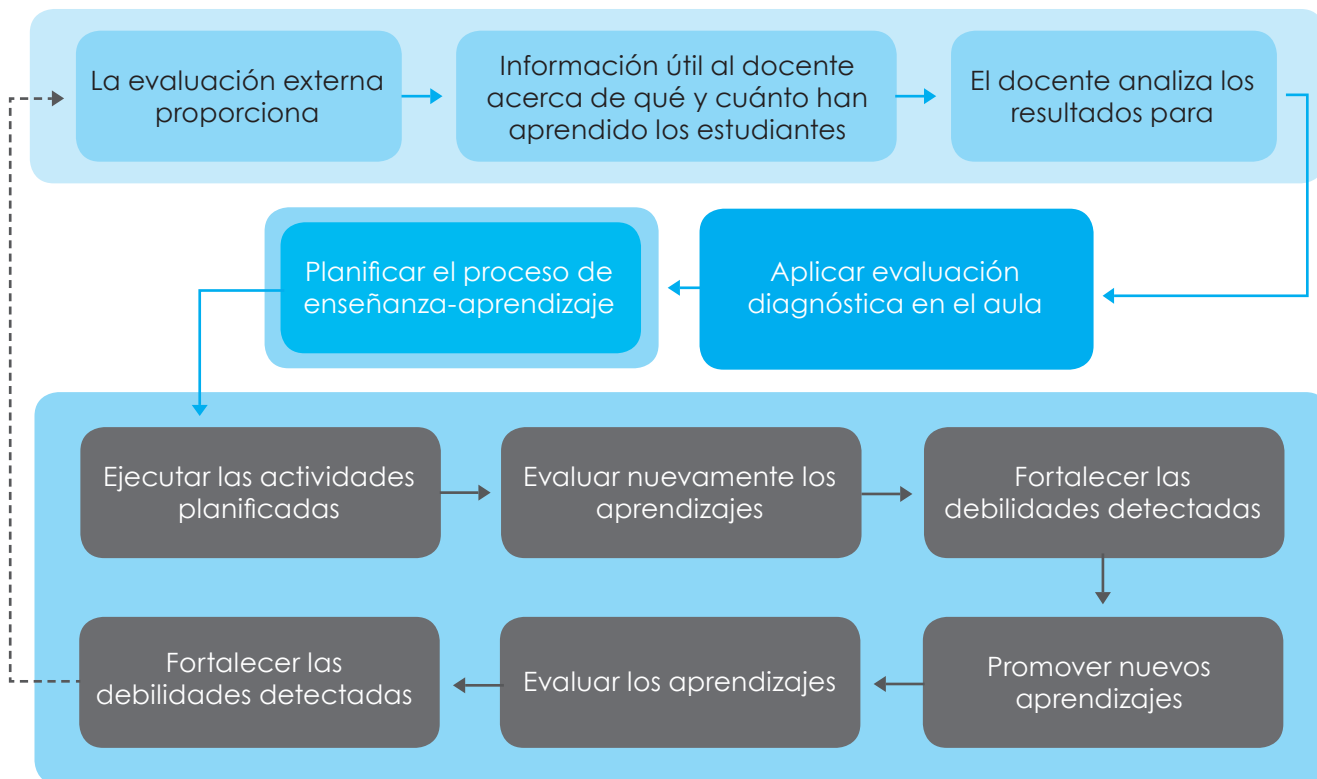 La evaluación externa
proporciona
Información útil al docente
acerca de qué y cuánto han
aprendido los estudiantes
El docente analiza los
resultados para
Aplicar evaluación
diagnóstica en el aula
Planificar el proceso de
enseñanza-aprendizaje
Ejecutar las actividades
planificadas
Evaluar nuevamente los
aprendizajes
Fortalecer las
debilidades detectadas
Promover nuevos
aprendizajes
Evaluar los aprendizajes
Fortalecer las
debilidades detectadas